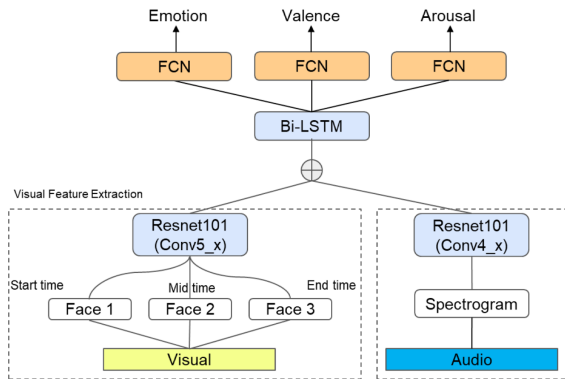 Emotion Valence Arousal
FCN FCN FCN
Bi-LSTM
Visual Feature Extraction
Resnet101
(Conv5_x)
Resnet101
(Conv4_x)
Start time Mid time End time
Face 1 Face 2 Face 3
Spectrogram
Visual
Audio